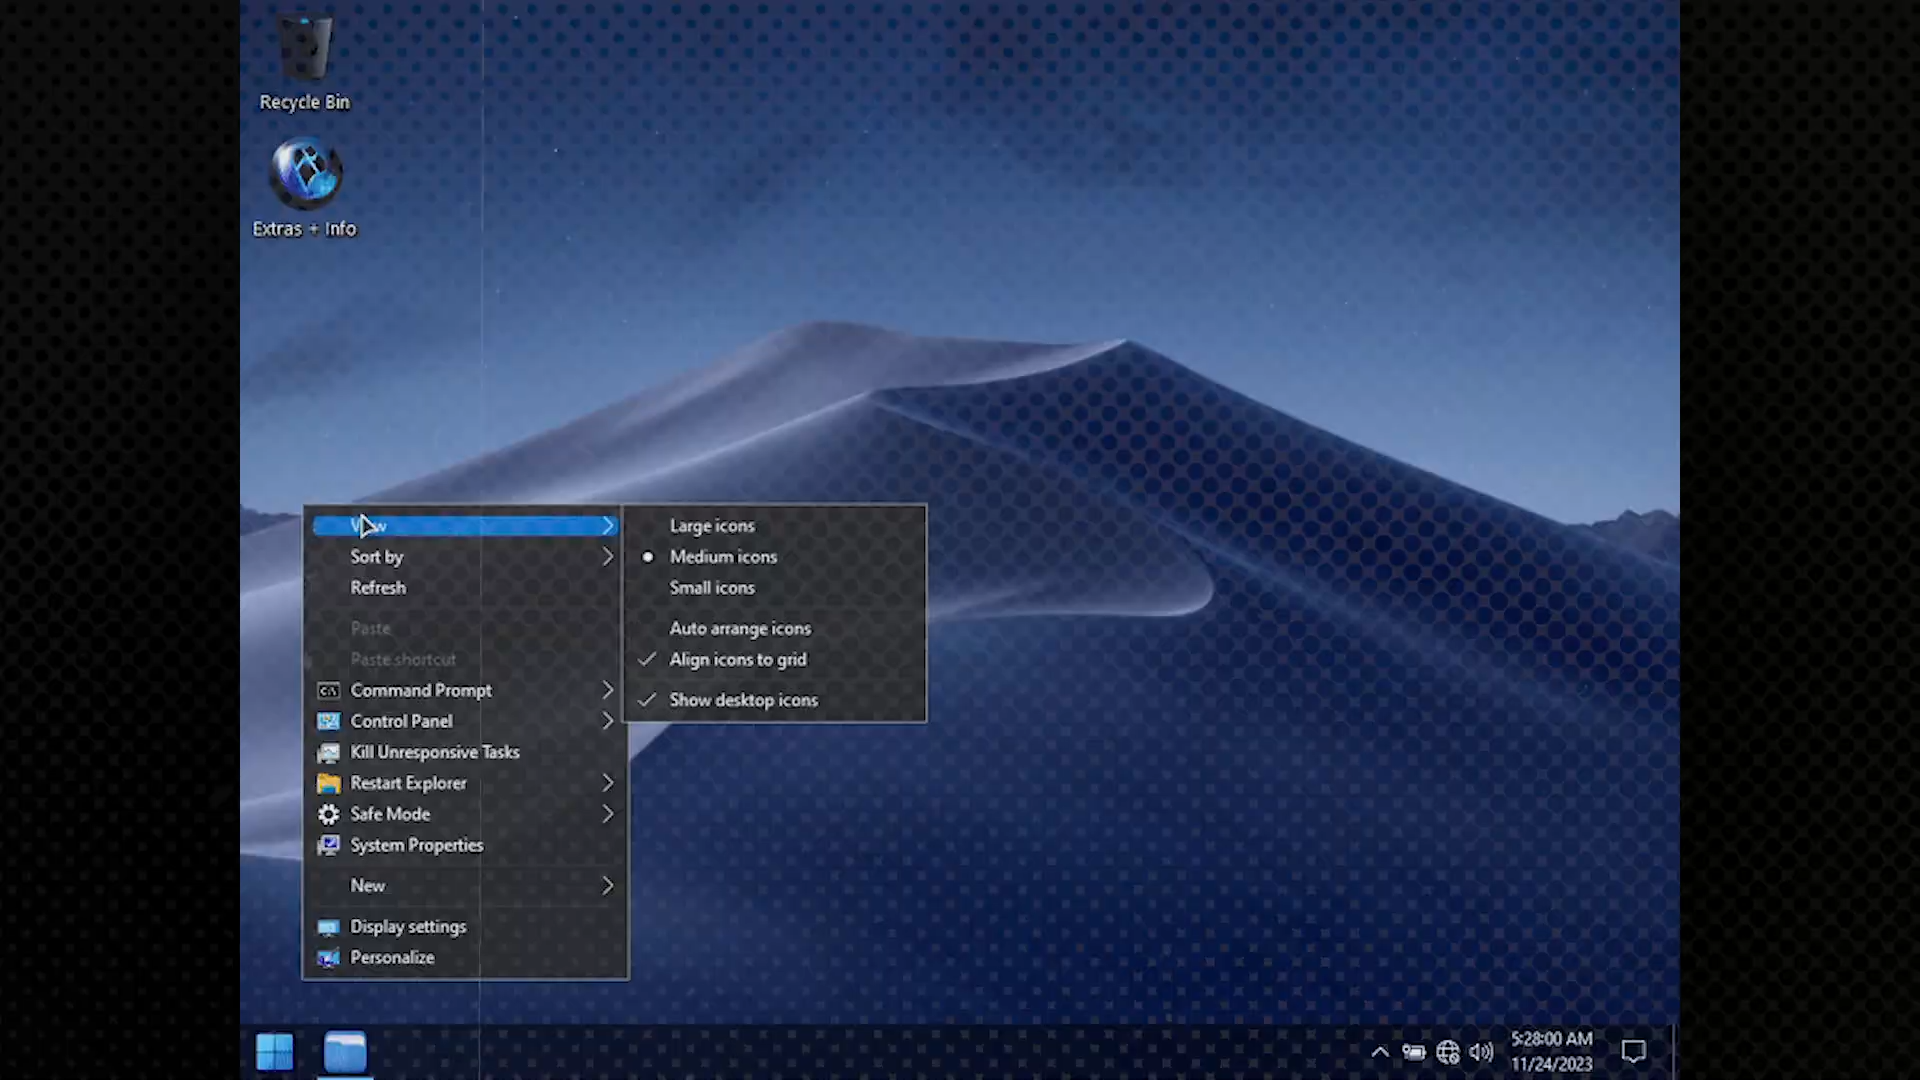 Recycle Bin
Extras + Info
View
Sort by
Refresh
Paste
Paste shortcut
Command Prompt
Control Panel
Kill Unresponsive Tasks
Restart Explorer
Safe Mode
System Properties
New
Display settings
Personalize
Large icons
Medium icons
Small icons
Auto arrange icons
Align icons to grid
Show desktop icons
5:28:00 AM
11/24/2023